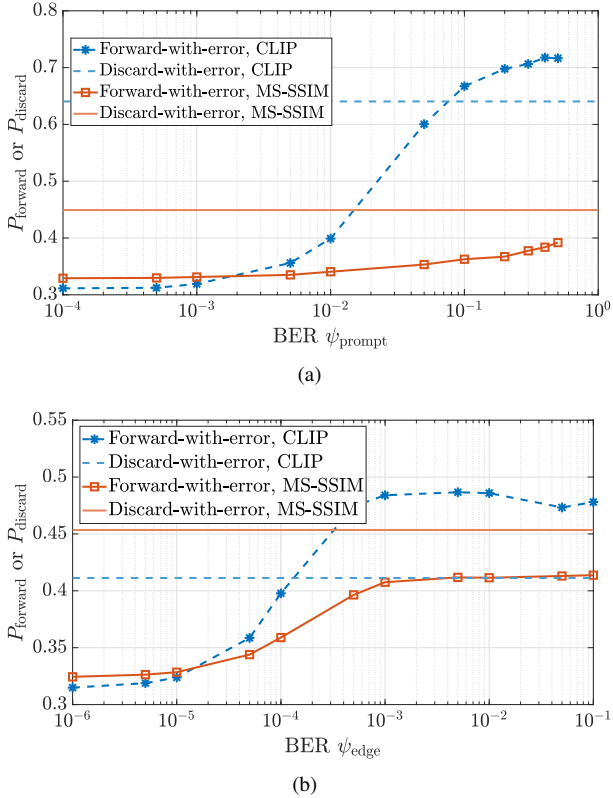 0.8
0.7
0.6
0.5
0.4
0.3
P_forward or P_discard
Forward-with-error, CLIP
Discard-with-error, CLIP
Forward-with-error, MS-SSIM
Discard-with-error, MS-SSIM
10^-4 10^-3 10^-2 10^-1 10^0
BER ψ_prompt
(a)
0.55
0.5
0.45
0.4
0.35
0.3
P_forward or P_discard
Forward-with-error, CLIP
Discard-with-error, CLIP
Forward-with-error, MS-SSIM
Discard-with-error, MS-SSIM
10^-6 10^-5 10^-4 10^-3 10^-2 10^-1
BER ψ_edge
(b)